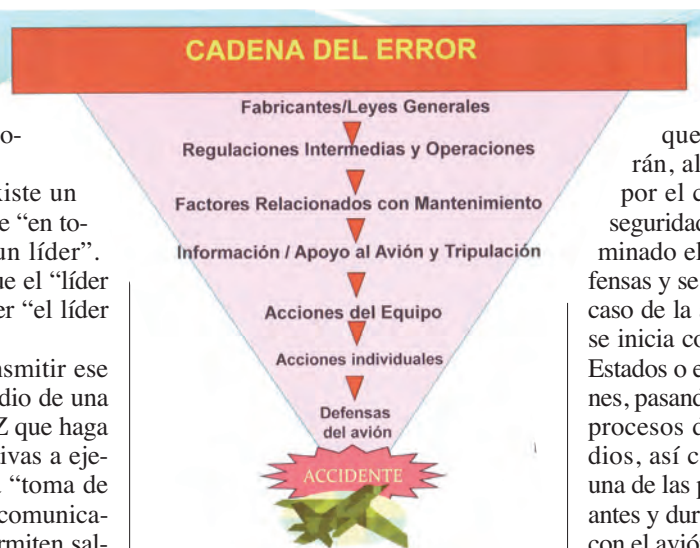 CADENA DEL ERROR
Fabricantes/Leyes Generales
Regulaciones Intermedias y Operaciones
Factores Relacionados con Mantenimiento
Información / Apoyo al Avión y Tripulación
Acciones del Equipo
Acciones individuales
Defensas
del avión
ACCIDENTE
o-
iste un
e “en to-
un líder”.
ue el “líder
er “el líder
nsmitir ese
dio de una
Z que haga
ivas a eje-
“toma de
comunica-
rmiten sal-
que
rán, al
por el c
seguridad
minado el
fensas y se
caso de la
se inicia co
Estados o e
nes, pasand
procesos d
dios, así c
una de las p
antes y dur
con el avió